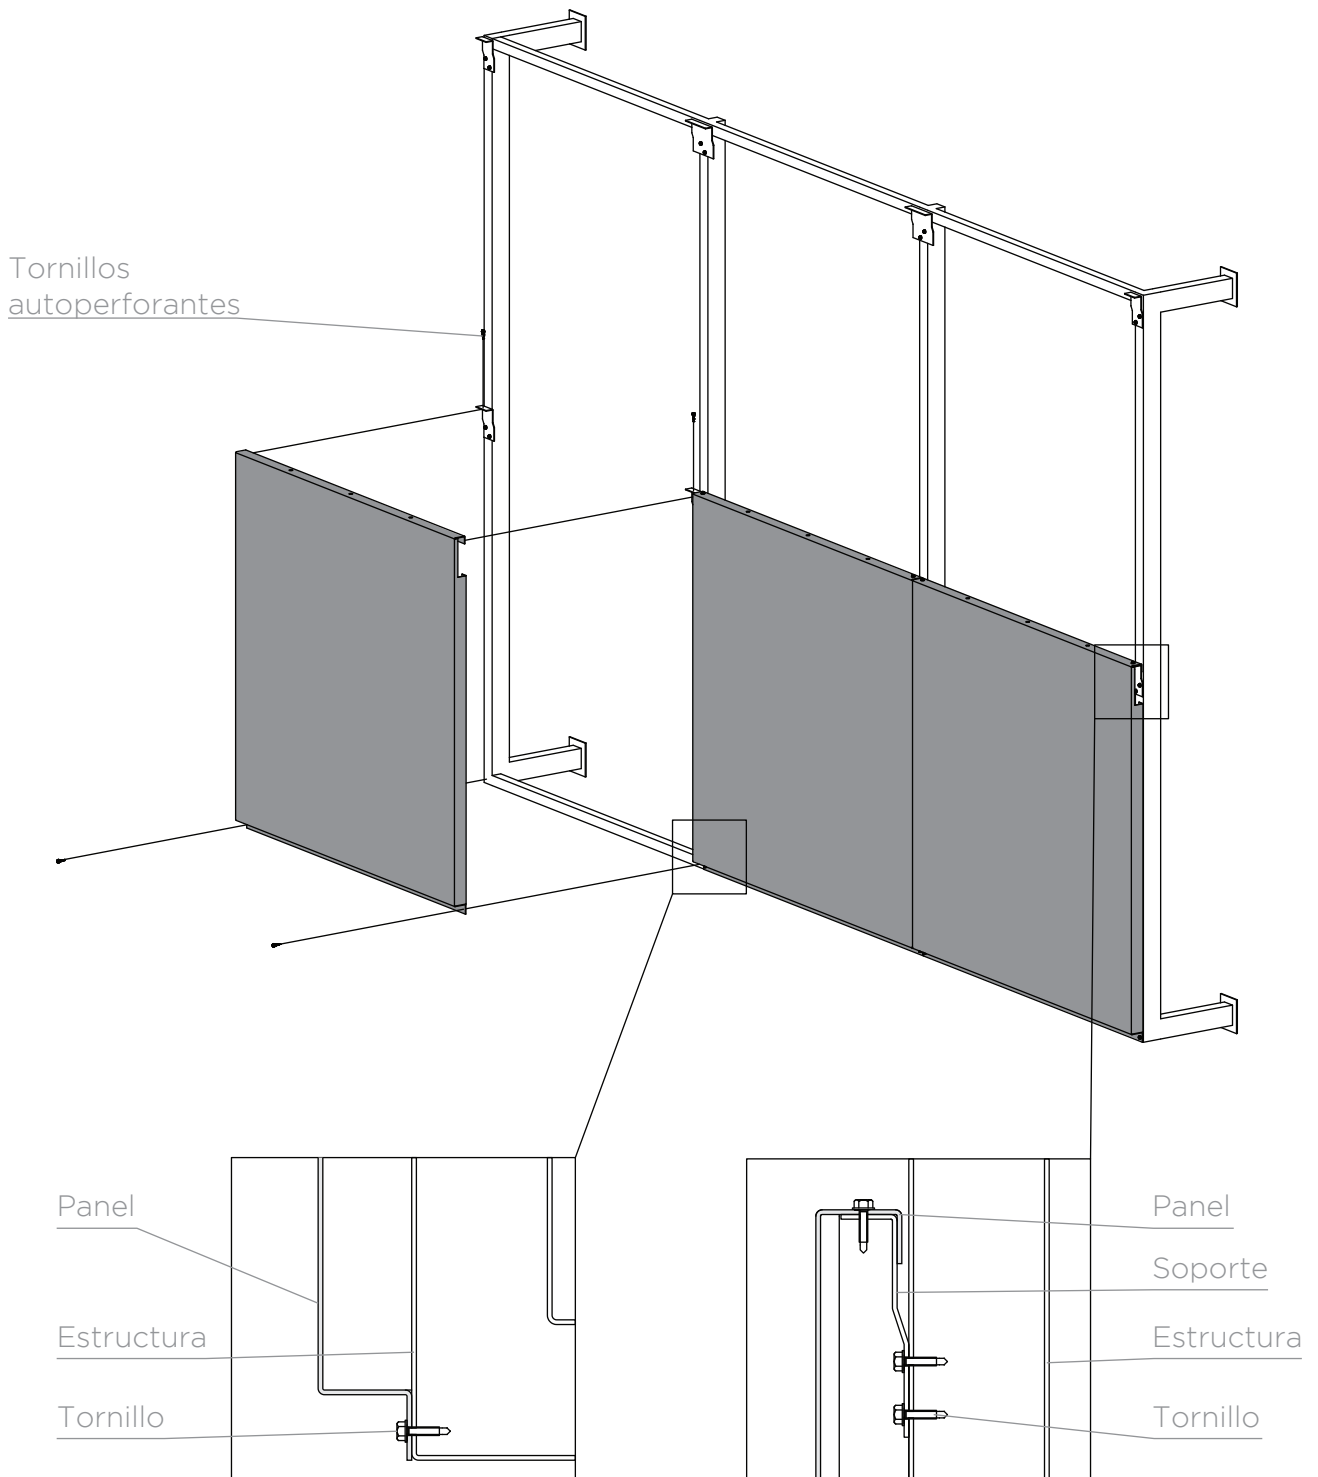 Tornillos
autoperforantes
Panel
Estructura
Tornillo
Panel
Soporte
Estructura
Tornillo